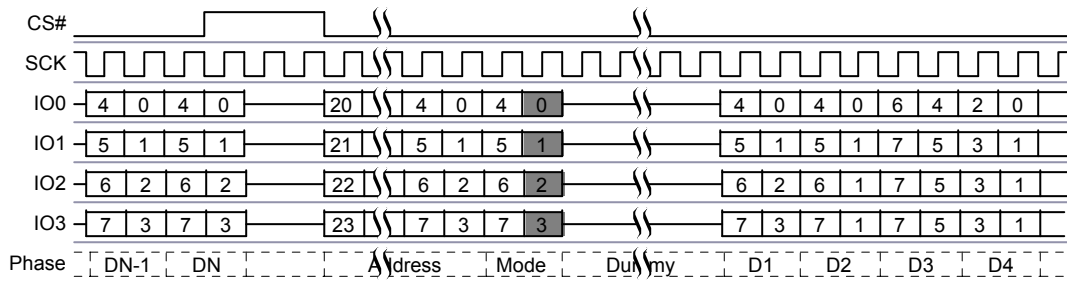 CS#
SCK
IO0 4 0 4 0 20 4 0 4 0 4 0 4 0 6 4 2 0
IO1 5 1 5 1 21 5 1 5 1 5 1 5 1 7 5 3 1
IO2 6 2 6 2 22 6 2 6 2 6 2 6 1 7 5 3 1
IO3 7 3 7 3 23 7 3 7 3 7 3 7 1 7 5 3 1
Phase DN-1 DN Address Mode Dummy D1 D2 D3 D4